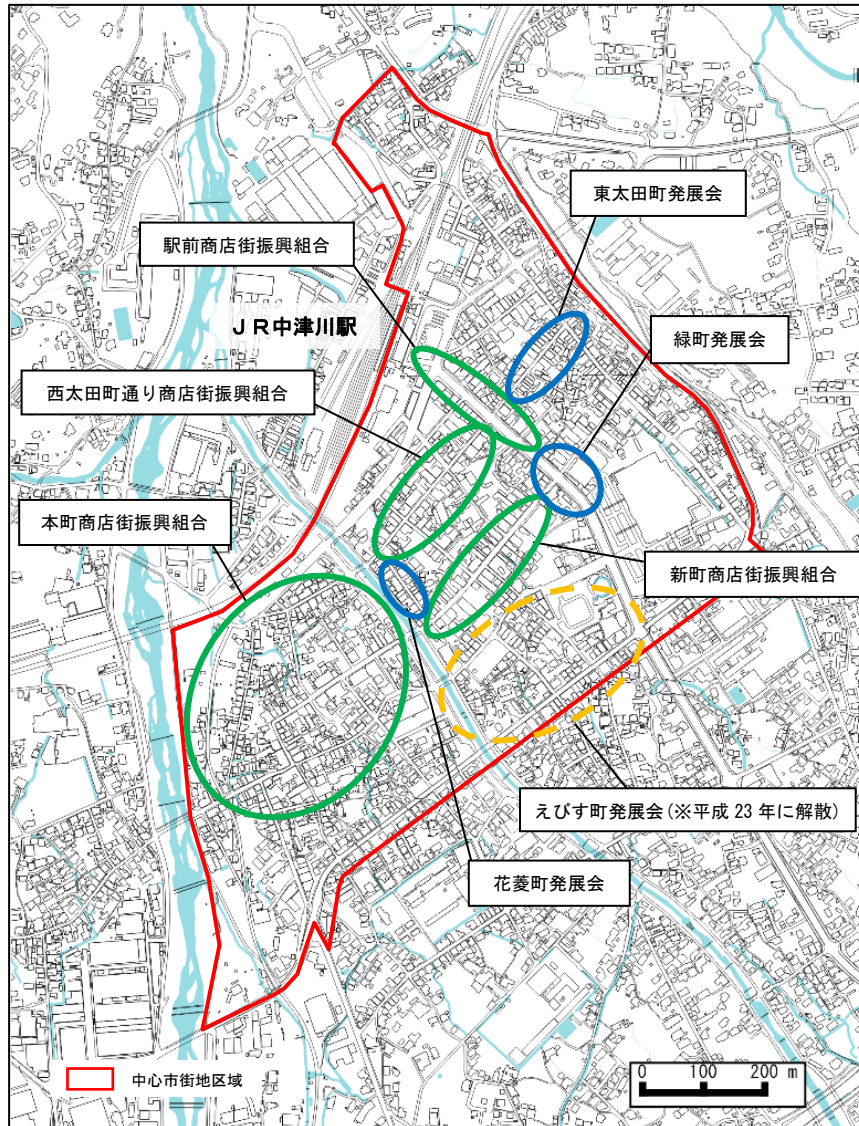 東太田町発展会
駅前商店街振興組合
JR中津川駅
緑町発展会
西太田町通り商店街振興組合
本町商店街振興組合
新町商店街振興組合
えびす町発展会(※平成 23 年に解散)
花菱町発展会
中心市街地区域
0 100 200 m